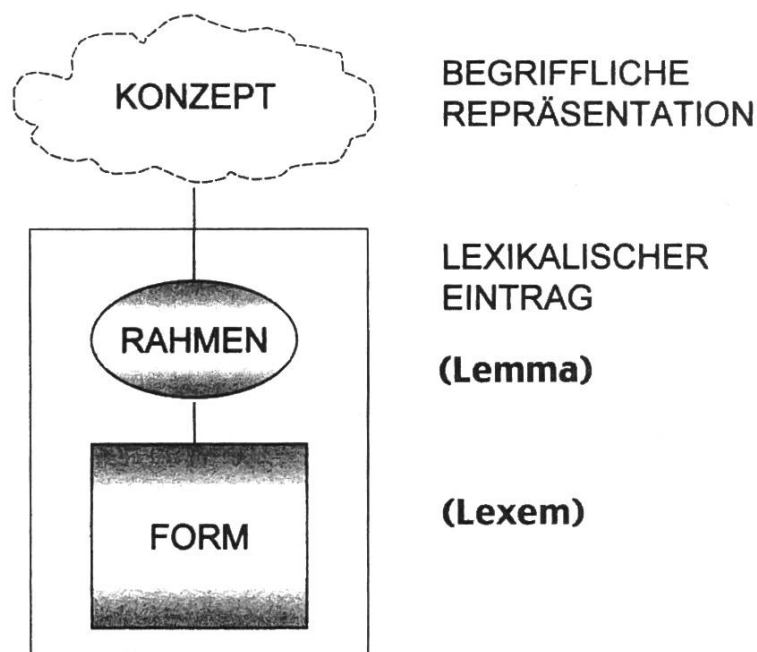 KONZEPT
BEGRIFFLICHE
REPRÄSENTATION
LEXIKALISCHER
EINTRAG
RAHMEN
(Lemma)
FORM
(Lexem)